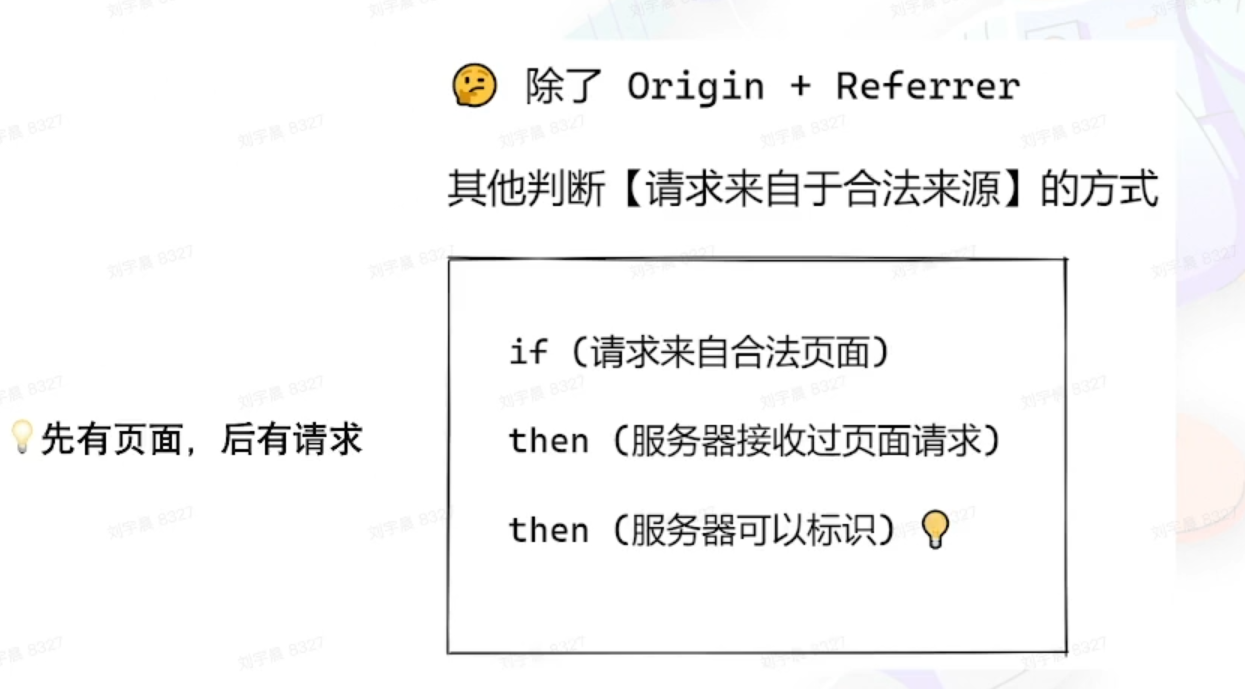 🤔 除了 Origin + Referrer
其他判断【请求来自于合法来源】的方式
if (请求来自合法页面)
💡先有页面，后有请求
then (服务器接收过页面请求)
then (服务器可以标识) 💡
刘宇晨 8327